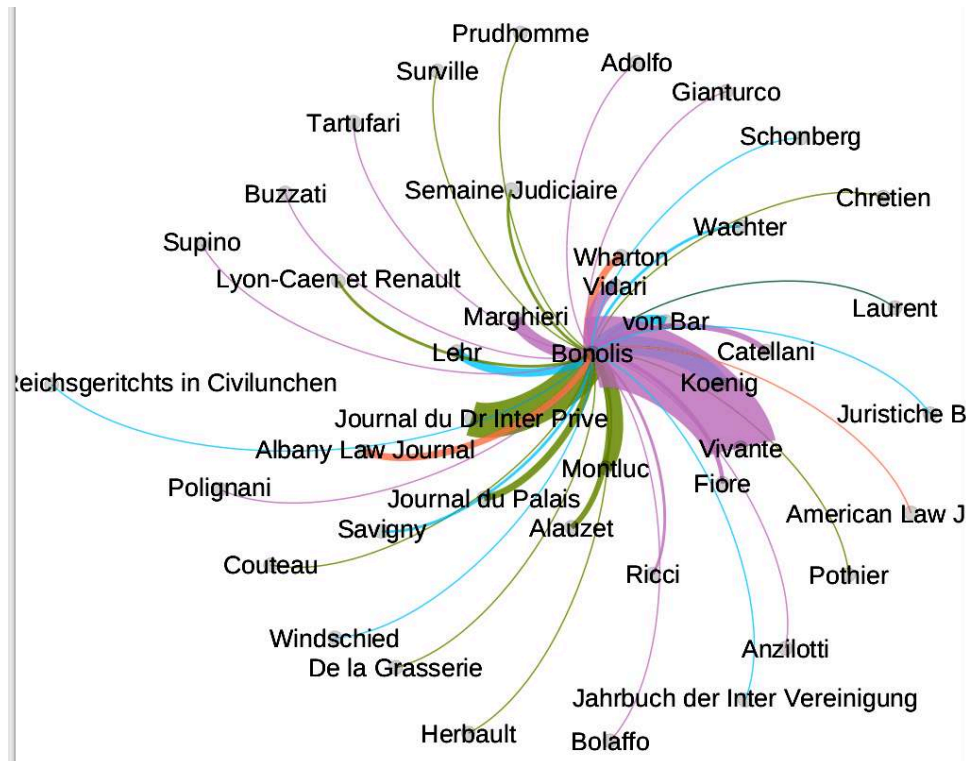 Prudhomme
Adolfo
Surville
Gianturco
Tartufari
Schonberg
Semaine Judiciaire
Buzzati
Chretien
Wachter
Supino
Wharton
Lyon-Caen et Renault
Vidari
Laurent
Marghieri
von Bar
Lehr
Bonolis
Catellani
Reichsgeritchts in Civilunchen
Koenig
Journal du Dr Inter Prive
Juristiche B
Albany Law Journal
Vivante
Montluc
Polignani
Fiore
Journal du Palais
American Law J
Savigny
Alauzet
Couteau
Ricci
Pothier
Windschied
Anzilotti
De la Grasserie
Jahrbuch der Inter Vereinigung
Herbault
Bolaffo